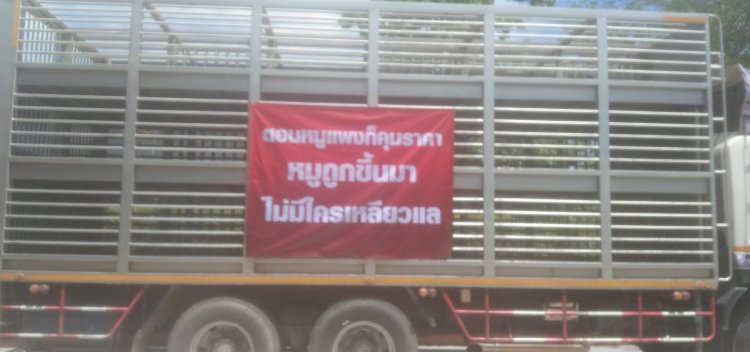 ตอนหมูแพงก็คุมราคา
หมูถูกขึ้นมา
ไม่มีใครเหลียวแล